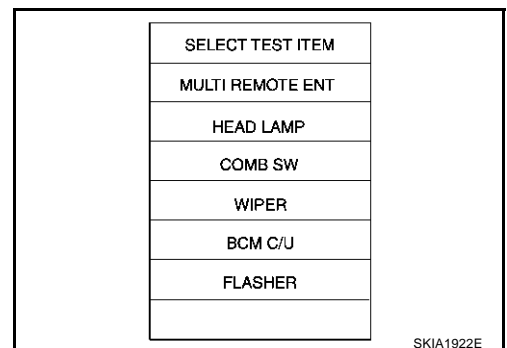 SELECT TEST ITEM
MULTI REMOTE ENT
HEAD LAMP
COMB SW
WIPER
BCM C/U
FLASHER
SKIA1922E